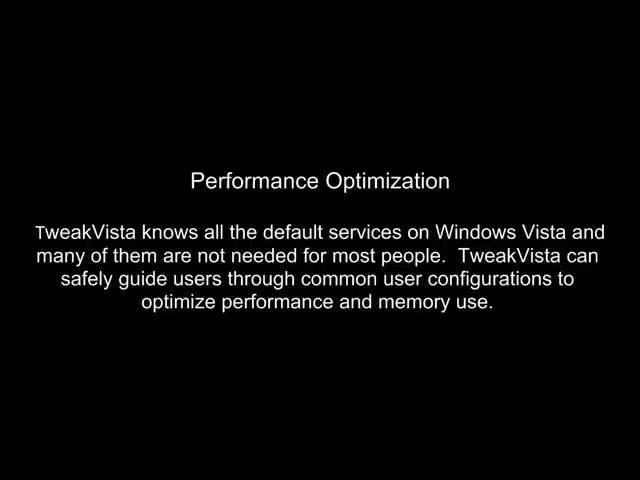 Performance Optimization
TweakVista knows all the default services on Windows Vista and
many of them are not needed for most people.  TweakVista can
safely guide users through common user configurations to
optimize performance and memory use.